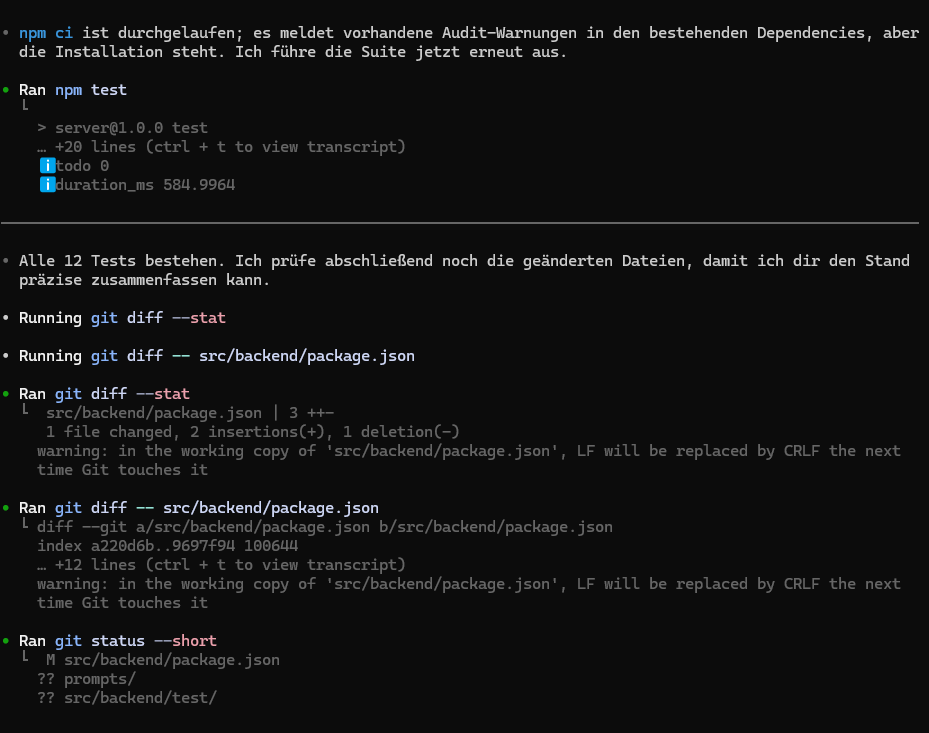 • npm ci ist durchgelaufen; es meldet vorhandene Audit-Warnungen in den bestehenden Dependencies, aber
die Installation steht. Ich führe die Suite jetzt erneut aus.
• Ran npm test
└
> server@1.0.0 test
… +20 lines (ctrl + t to view transcript)
ℹ todo 0
ℹ duration_ms 584.9964
• Alle 12 Tests bestehen. Ich prüfe abschließend noch die geänderten Dateien, damit ich dir den Stand
präzise zusammenfassen kann.
• Running git diff --stat
• Running git diff -- src/backend/package.json
• Ran git diff --stat
└ src/backend/package.json | 3 ++-
1 file changed, 2 insertions(+), 1 deletion(-)
warning: in the working copy of 'src/backend/package.json', LF will be replaced by CRLF the next
time Git touches it
• Ran git diff -- src/backend/package.json
└ diff --git a/src/backend/package.json b/src/backend/package.json
index a220d6b..9697f94 100644
… +12 lines (ctrl + t to view transcript)
warning: in the working copy of 'src/backend/package.json', LF will be replaced by CRLF the next
time Git touches it
• Ran git status --short
└ M src/backend/package.json
?? prompts/
?? src/backend/test/